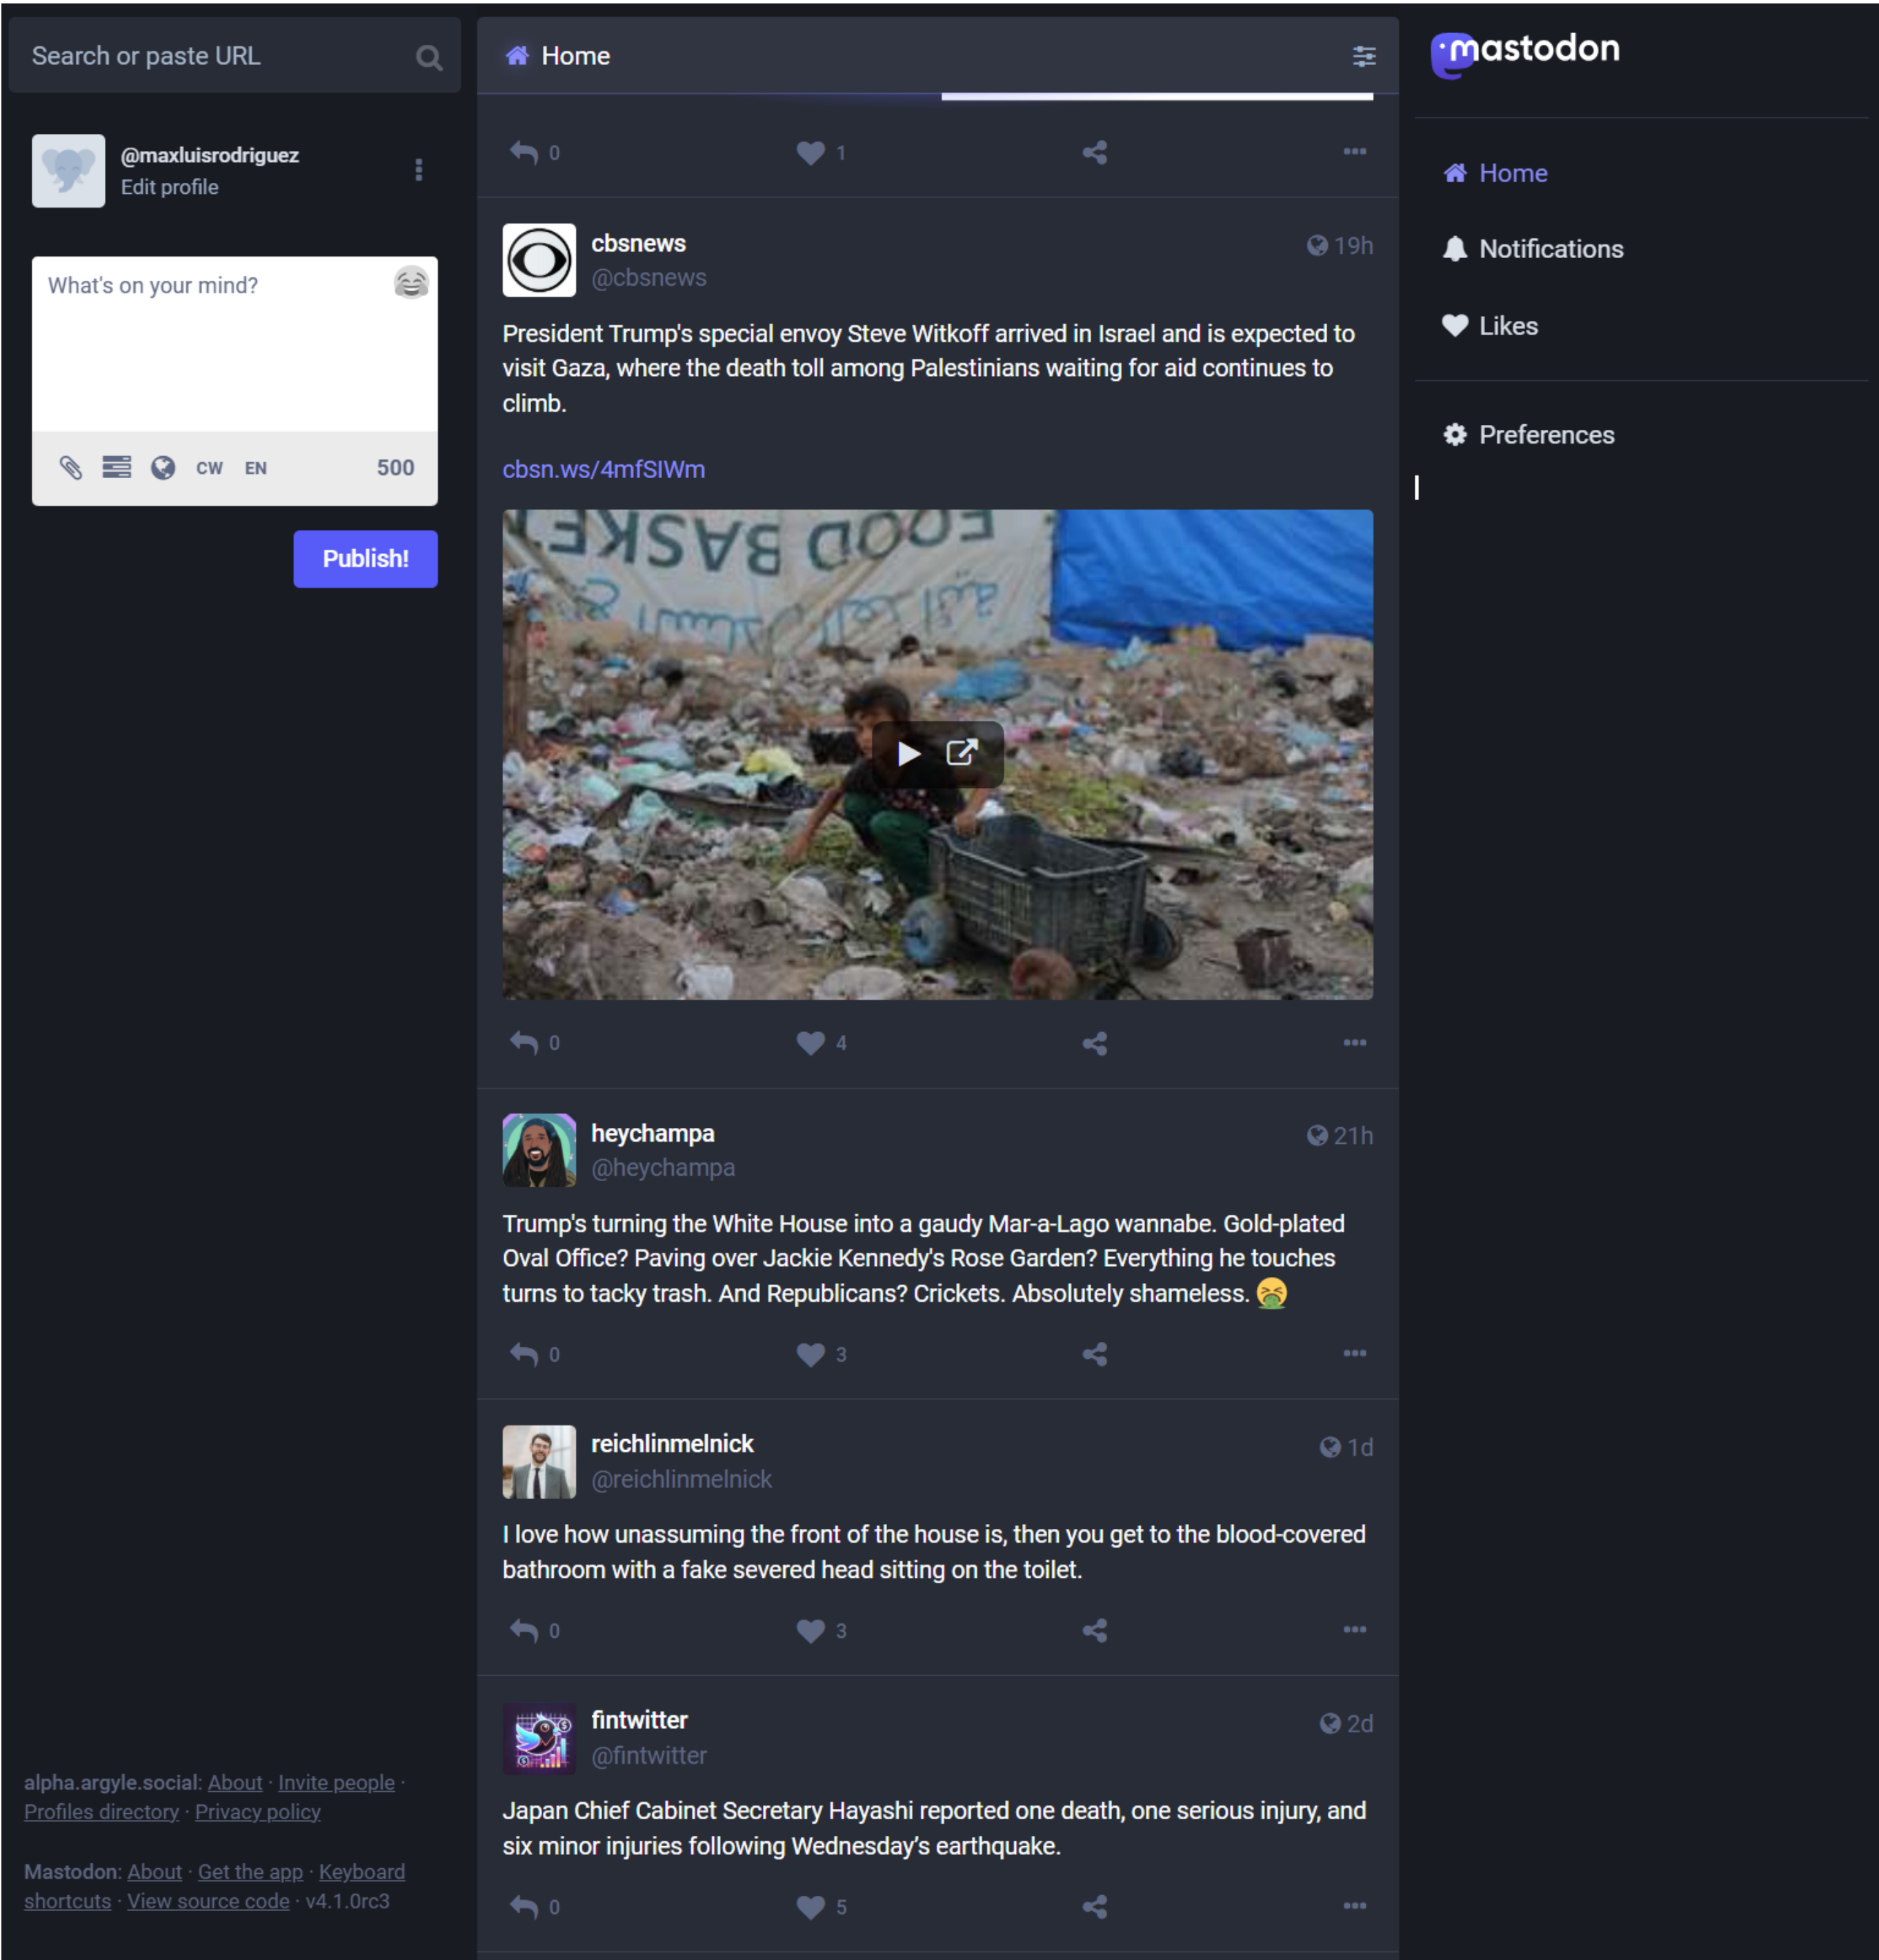 Search or paste URL
@maxluisrodriguez
Edit profile
What's on your mind?
CW EN 500
Publish!
alpha.argyle.social: About · Invite people ·
Profiles directory · Privacy policy
Mastodon: About · Get the app · Keyboard
shortcuts · View source code · v4.1.0rc3
Home
0 1
cbsnews
19h
@cbsnews
President Trump's special envoy Steve Witkoff arrived in Israel and is expected to
visit Gaza, where the death toll among Palestinians waiting for aid continues to
climb.
cbsn.ws/4mfSIWm
FOOD BASKET
0 4
heychampa
21h
@heychampa
Trump's turning the White House into a gaudy Mar-a-Lago wannabe. Gold-plated
Oval Office? Paving over Jackie Kennedy's Rose Garden? Everything he touches
turns to tacky trash. And Republicans? Crickets. Absolutely shameless. 🤮
0 3
reichlinmelnick
1d
@reichlinmelnick
I love how unassuming the front of the house is, then you get to the blood-covered
bathroom with a fake severed head sitting on the toilet.
0 3
fintwitter
2d
@fintwitter
Japan Chief Cabinet Secretary Hayashi reported one death, one serious injury, and
six minor injuries following Wednesday’s earthquake.
0 5
mastodon
Home
Notifications
Likes
Preferences